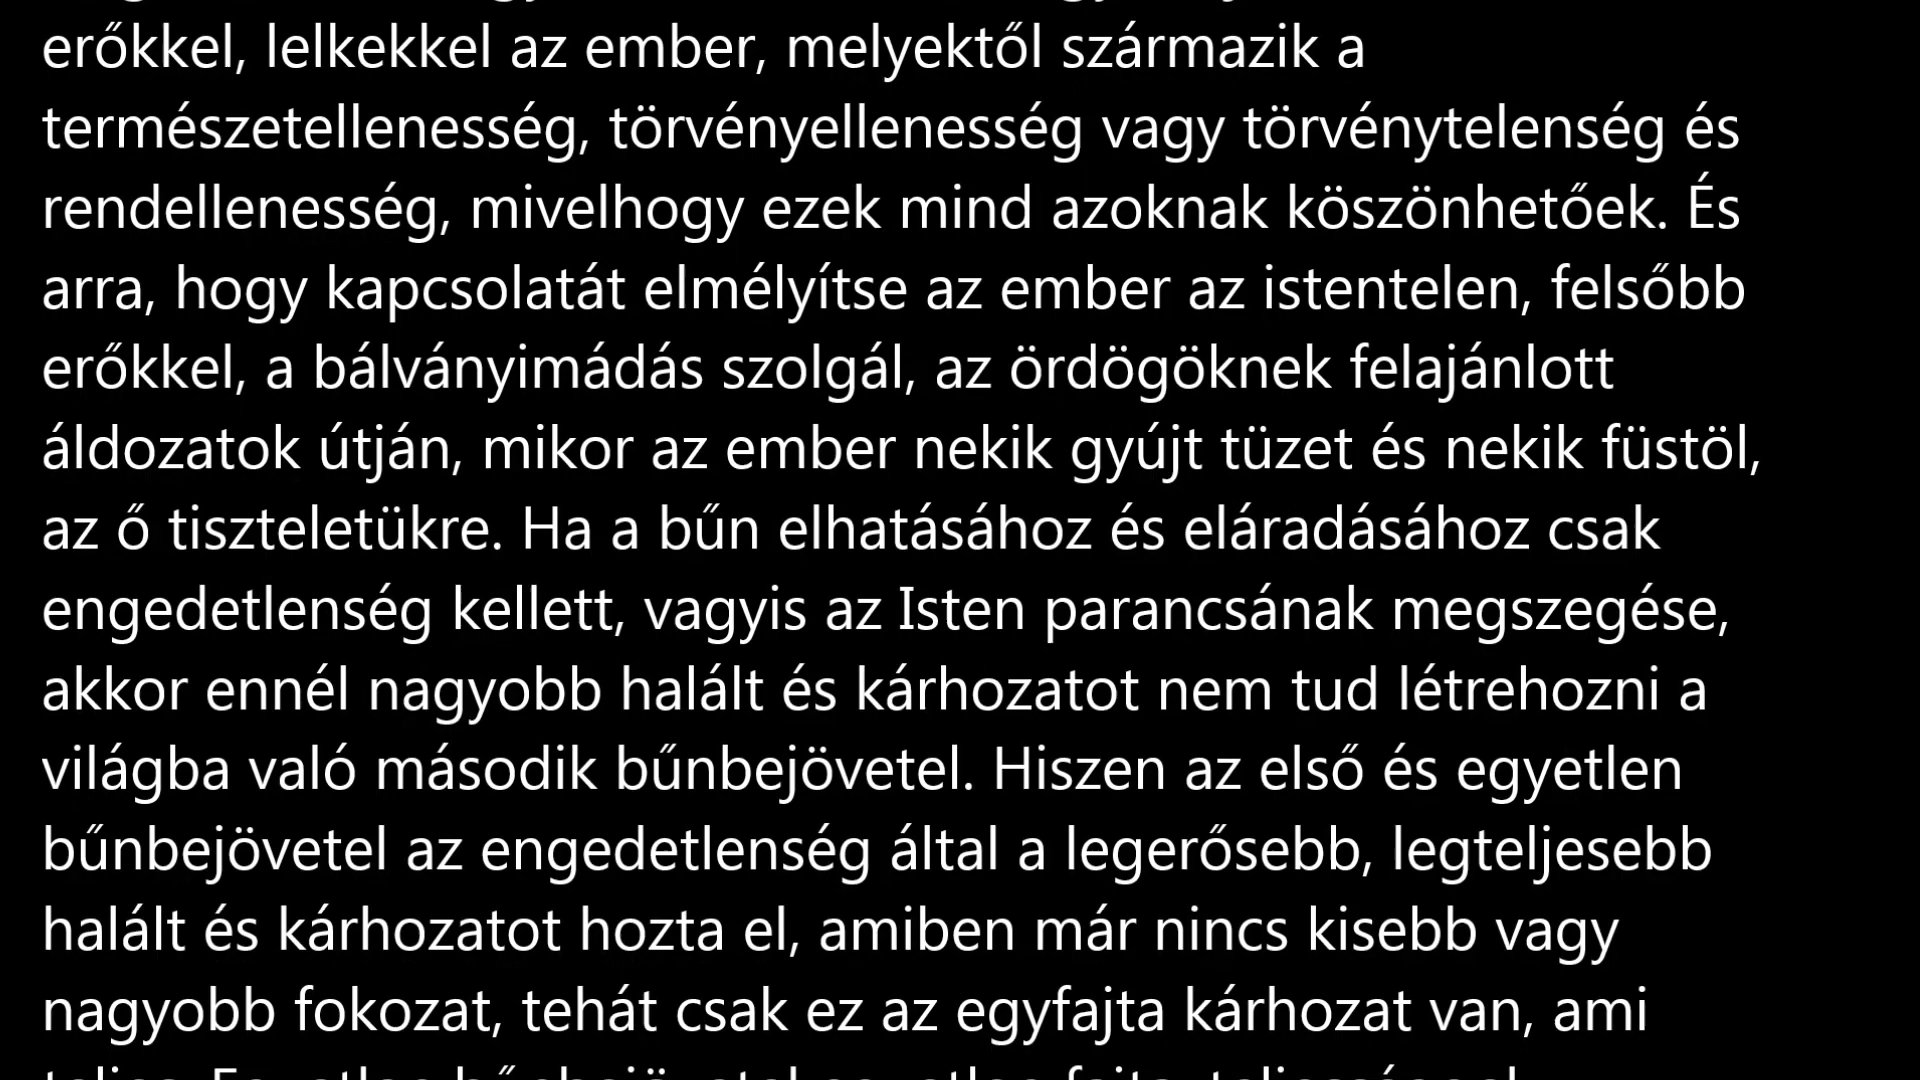 erőkkel, lelkekkel az ember, melyektől származik a
természetellenesség, törvényellenesség vagy törvénytelenség és
rendellenesség, mivelhogy ezek mind azoknak köszönhetőek. És
arra, hogy kapcsolatát elmélyítse az ember az istentelen, felsőbb
erőkkel, a bálványimádás szolgál, az ördögöknek felajánlott
áldozatok útján, mikor az ember nekik gyújt tüzet és nekik füstöl,
az ő tiszteletükre. Ha a bűn elhatásához és eláradásához csak
engedetlenség kellett, vagyis az Isten parancsának megszegése,
akkor ennél nagyobb halált és kárhozatot nem tud létrehozni a
világba való második bűnbejövetel. Hiszen az első és egyetlen
bűnbejövetel az engedetlenség által a legerősebb, legteljesebb
halált és kárhozatot hozta el, amiben már nincs kisebb vagy
nagyobb fokozat, tehát csak ez az egyfajta kárhozat van, ami